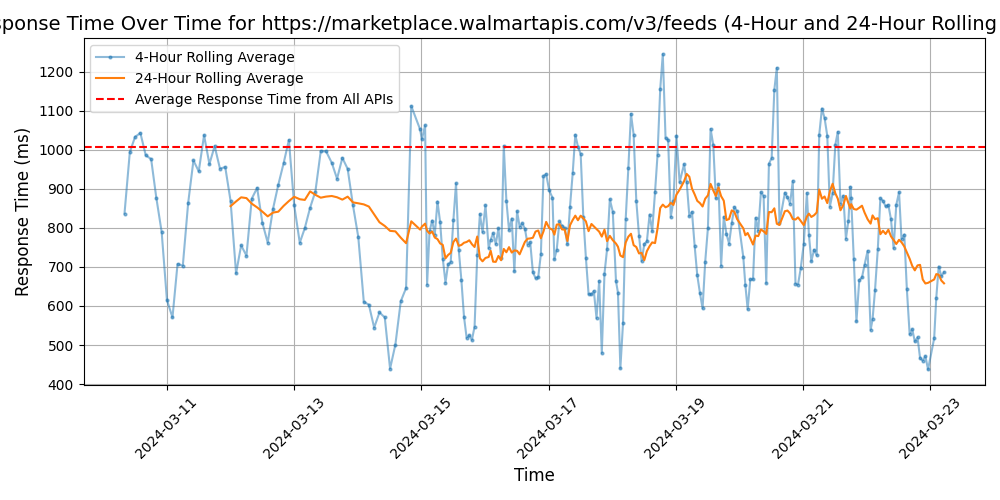 sponse Time Over Time for https://marketplace.walmartapis.com/v3/feeds (4-Hour and 24-Hour Rolling
4-Hour Rolling Average
24-Hour Rolling Average
Average Response Time from All APIs
Response Time (ms)
1200
1100
1000
900
800
700
600
500
400
2024-03-11
2024-03-13
2024-03-15
2024-03-17
2024-03-19
2024-03-21
2024-03-23
Time